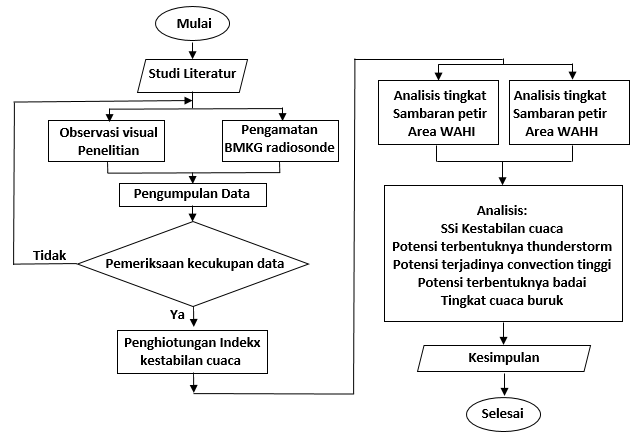 Mulai
Studi Literatur
Observasi visual
Penelitian
Pengamatan
BMKG radiosonde
Pengumpulan Data
Tidak
Pemeriksaan kecukupan data
Ya
Penghiotungan Indekx
kestabilan cuaca
Analisis tingkat
Sambaran petir
Area WAHI
Analisis tingkat
Sambaran petir
Area WAHH
Analisis:
SSi Kestabilan cuaca
Potensi terbentuknya thunderstorm
Potensi terjadinya convection tinggi
Potensi terbentuknya badai
Tingkat cuaca buruk
Kesimpulan
Selesai